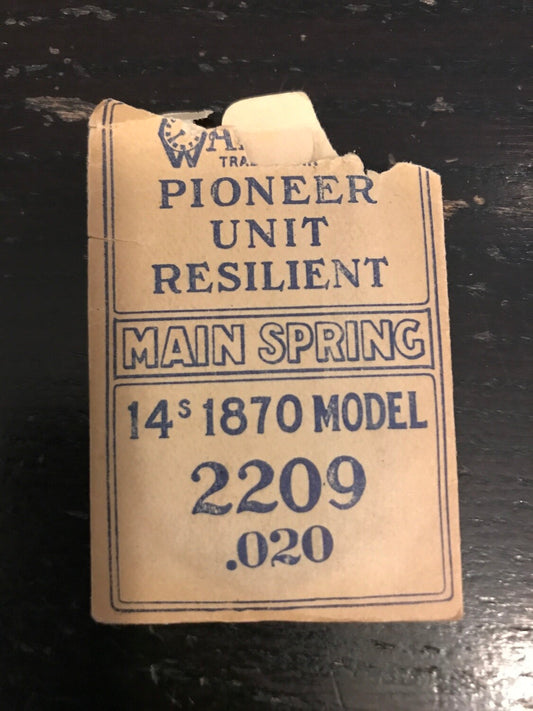 PIONEER
UNIT
RESILIENT
MAIN SPRING
14s 1870 MODEL
2209
.020